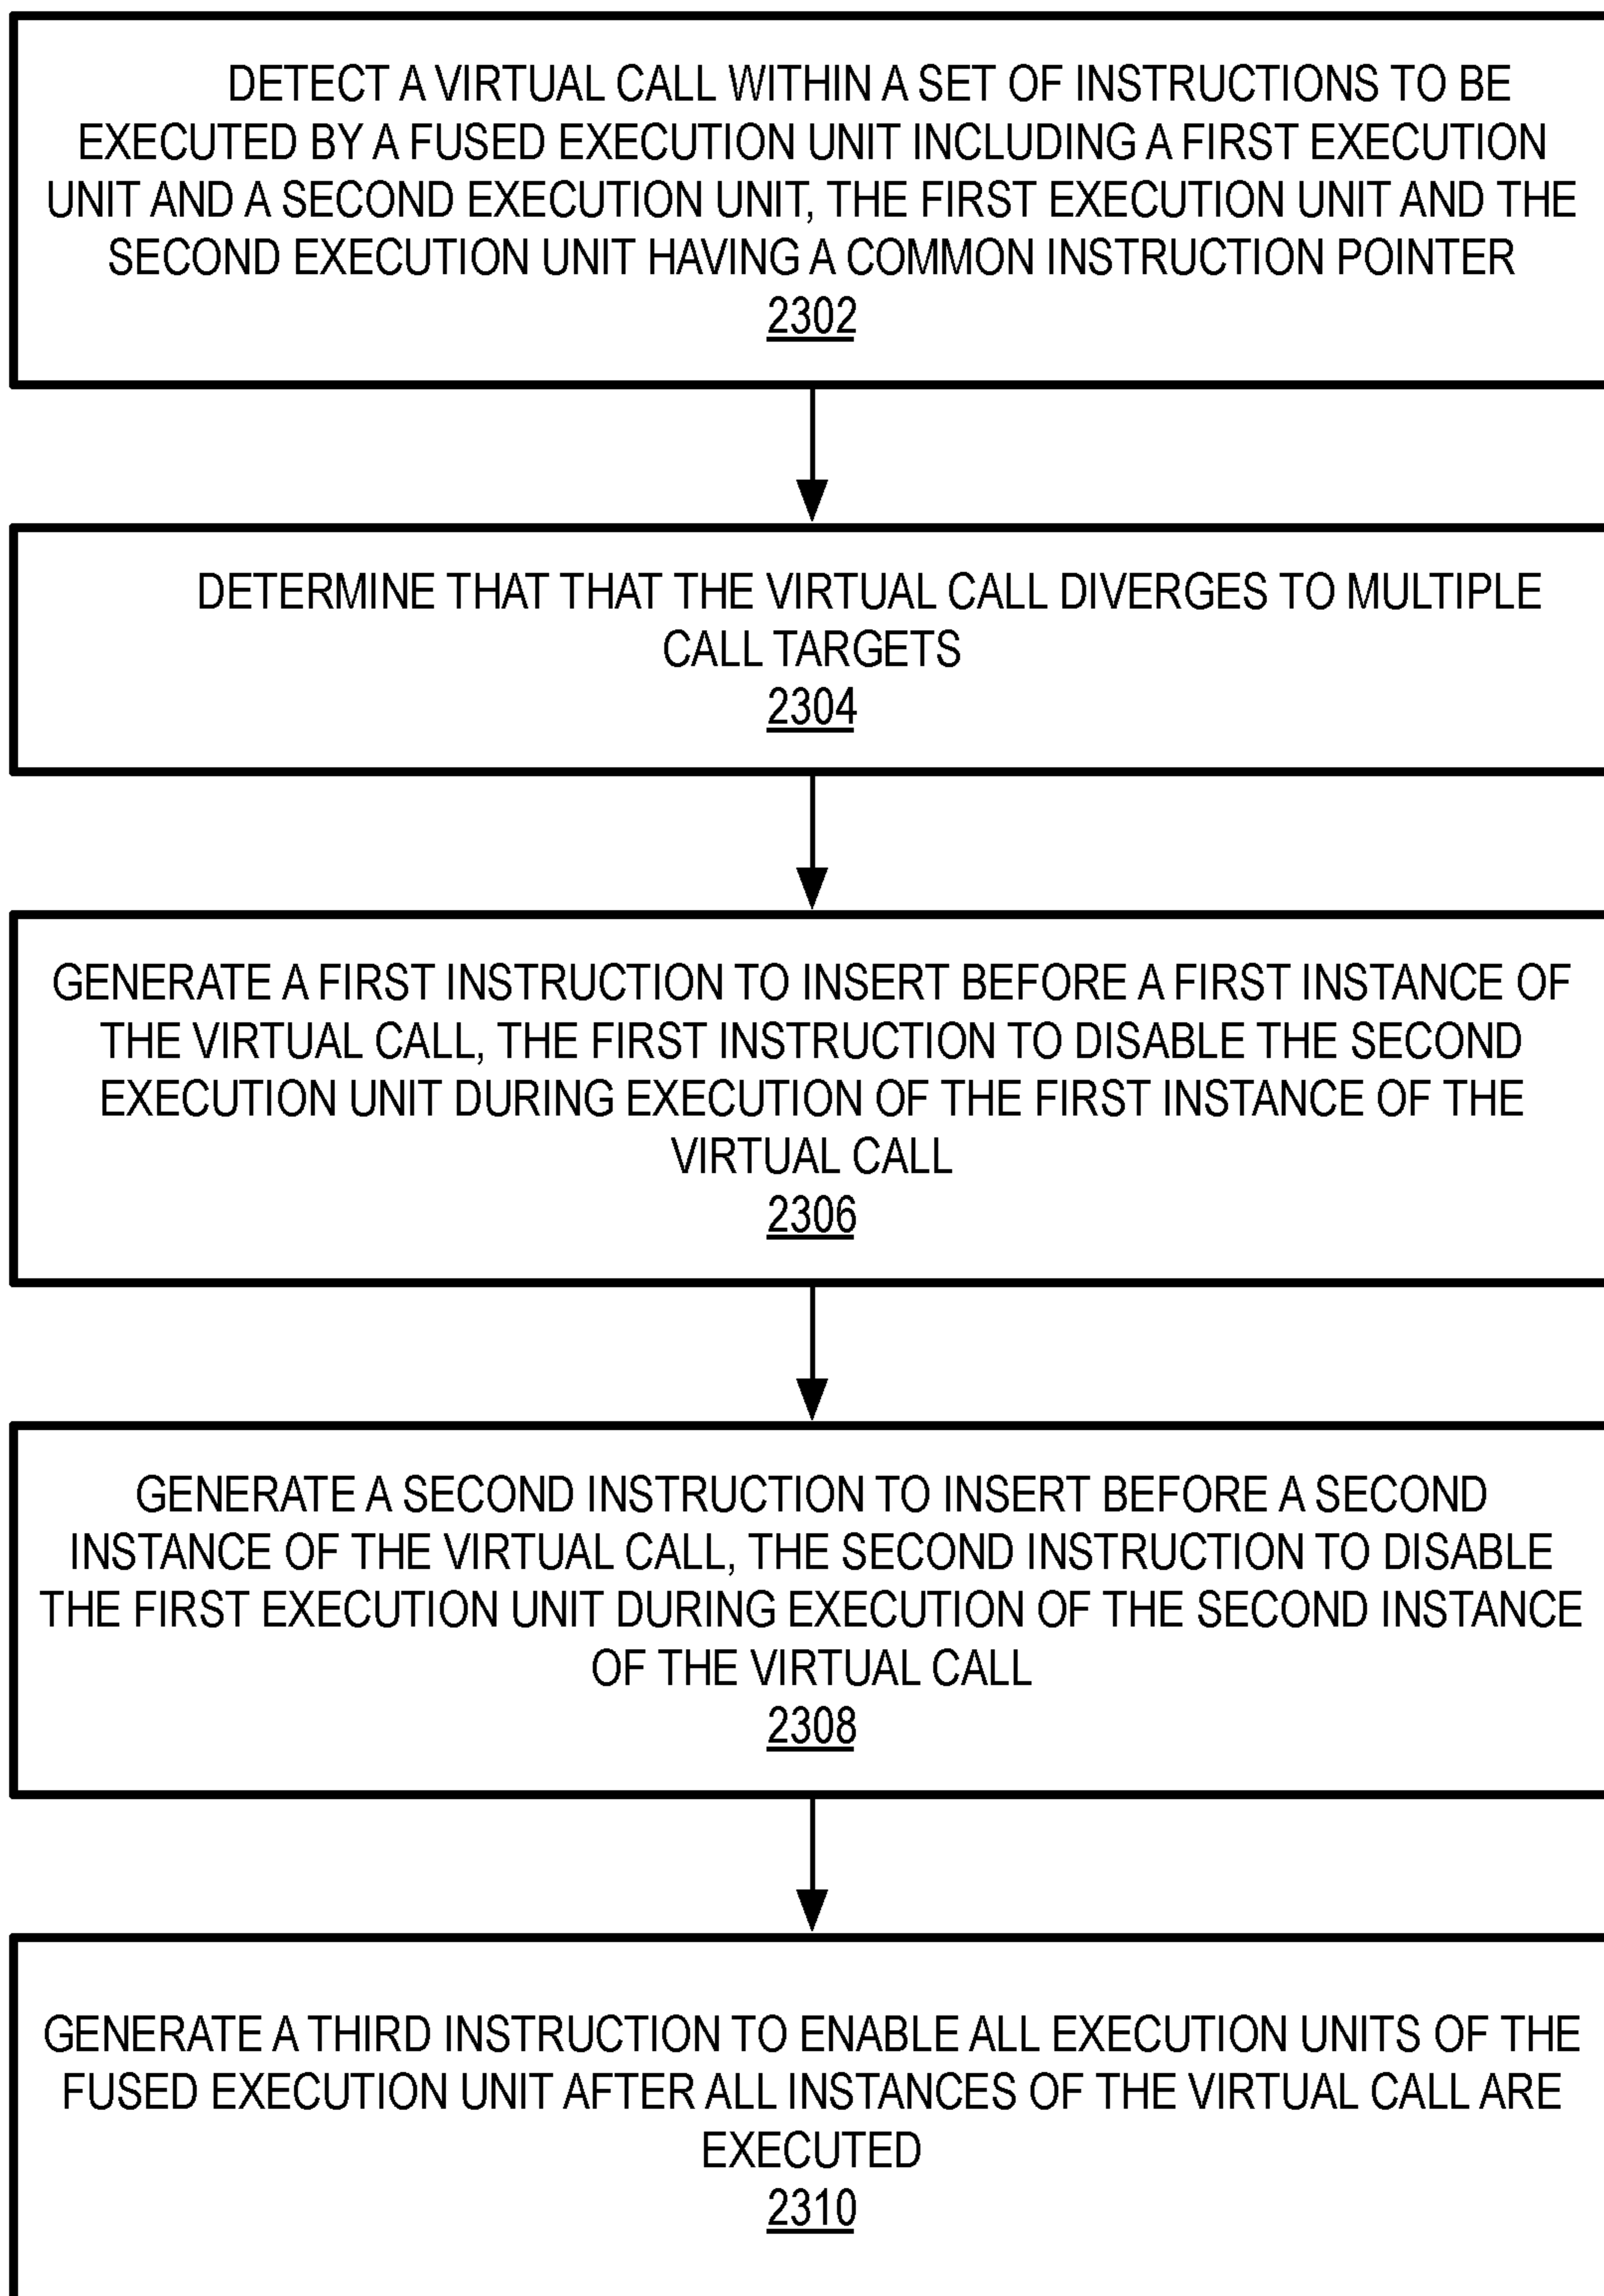 DETECT A VIRTUAL CALL WITHIN A SET OF INSTRUCTIONS TO BE
EXECUTED BY A FUSED EXECUTION UNIT INCLUDING A FIRST EXECUTION
UNIT AND A SECOND EXECUTION UNIT, THE FIRST EXECUTION UNIT AND THE
SECOND EXECUTION UNIT HAVING A COMMON INSTRUCTION POINTER
2302
DETERMINE THAT THAT THE VIRTUAL CALL DIVERGES TO MULTIPLE
CALL TARGETS
2304
GENERATE A FIRST INSTRUCTION TO INSERT BEFORE A FIRST INSTANCE OF
THE VIRTUAL CALL, THE FIRST INSTRUCTION TO DISABLE THE SECOND
EXECUTION UNIT DURING EXECUTION OF THE FIRST INSTANCE OF THE
VIRTUAL CALL
2306
GENERATE A SECOND INSTRUCTION TO INSERT BEFORE A SECOND
INSTANCE OF THE VIRTUAL CALL, THE SECOND INSTRUCTION TO DISABLE
THE FIRST EXECUTION UNIT DURING EXECUTION OF THE SECOND INSTANCE
OF THE VIRTUAL CALL
2308
GENERATE A THIRD INSTRUCTION TO ENABLE ALL EXECUTION UNITS OF THE
FUSED EXECUTION UNIT AFTER ALL INSTANCES OF THE VIRTUAL CALL ARE
EXECUTED
2310